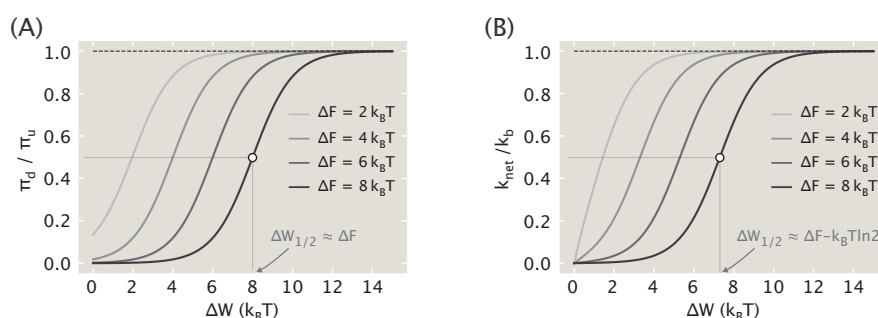 (A)
π_d / π_u
1.0
0.8
0.6
0.4
0.2
0.0
ΔF = 2 k_BT
ΔF = 4 k_BT
ΔF = 6 k_BT
ΔF = 8 k_BT
ΔW_1/2 ≈ ΔF
0 2 4 6 8 10 12 14
ΔW (k_BT)
(B)
k_net / k_b
1.0
0.8
0.6
0.4
0.2
0.0
ΔF = 2 k_BT
ΔF = 4 k_BT
ΔF = 6 k_BT
ΔF = 8 k_BT
ΔW_1/2 ≈ ΔF–k_BTln2
0 2 4 6 8 10 12 14
ΔW (k_BT)